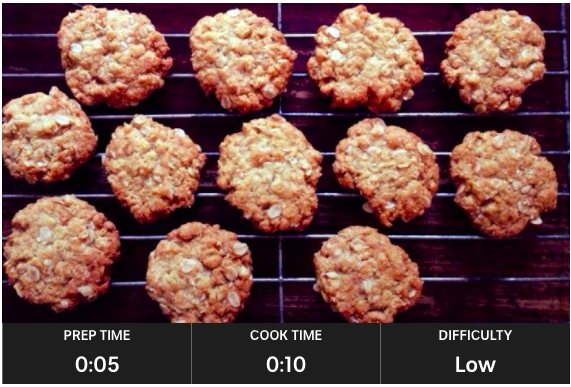 PREP TIME
0:05
COOK TIME
0:10
DIFFICULTY
Low